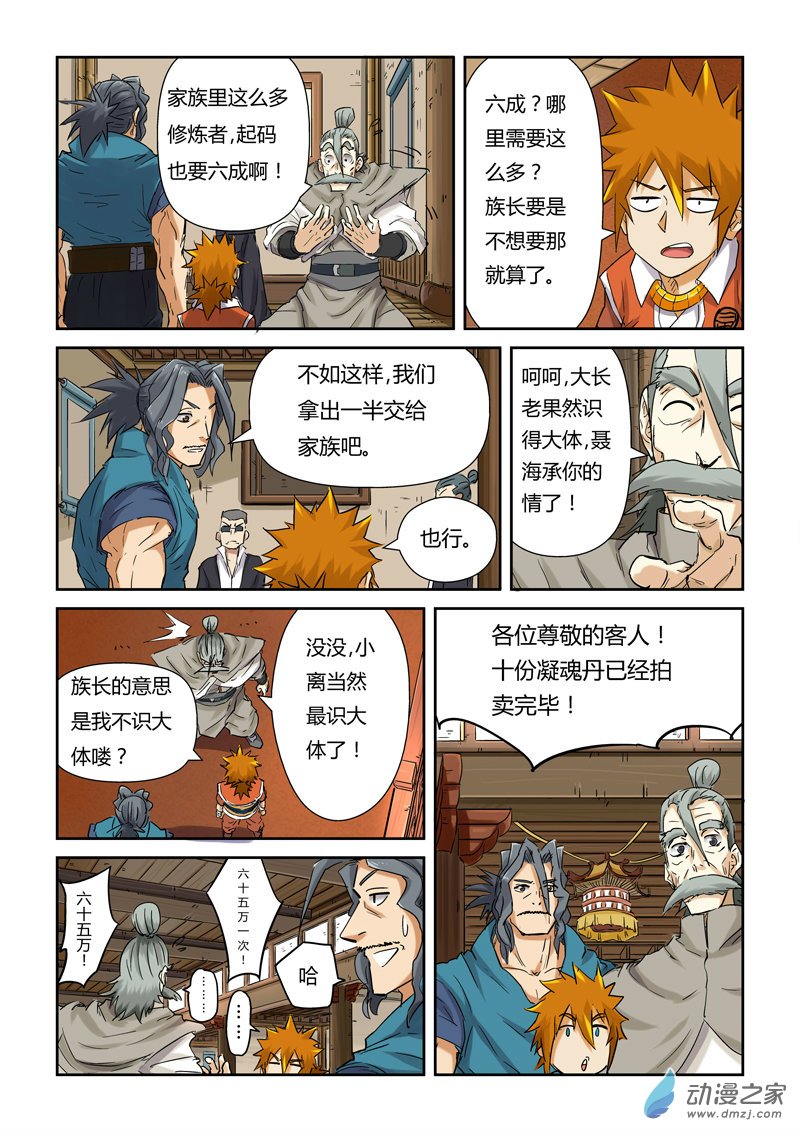 家族里这么多
修炼者，起码
也要六成啊！
六成？哪
里需要这
么多？
族长要是
不想要那
就算了。
不如这样，我们
拿出一半交给
家族吧。
也行。
呵呵，大长
老果然识
得大体，聂
海承你的
情了！
族长的意思
是我不识大
体喽？
没没，小
离当然
最识大
体了！
各位尊敬的客人！
十份凝魂丹已经拍
卖完毕！
六十五万！
六十五万一次！
……
……
哈
动漫之家
www.dmzj.com